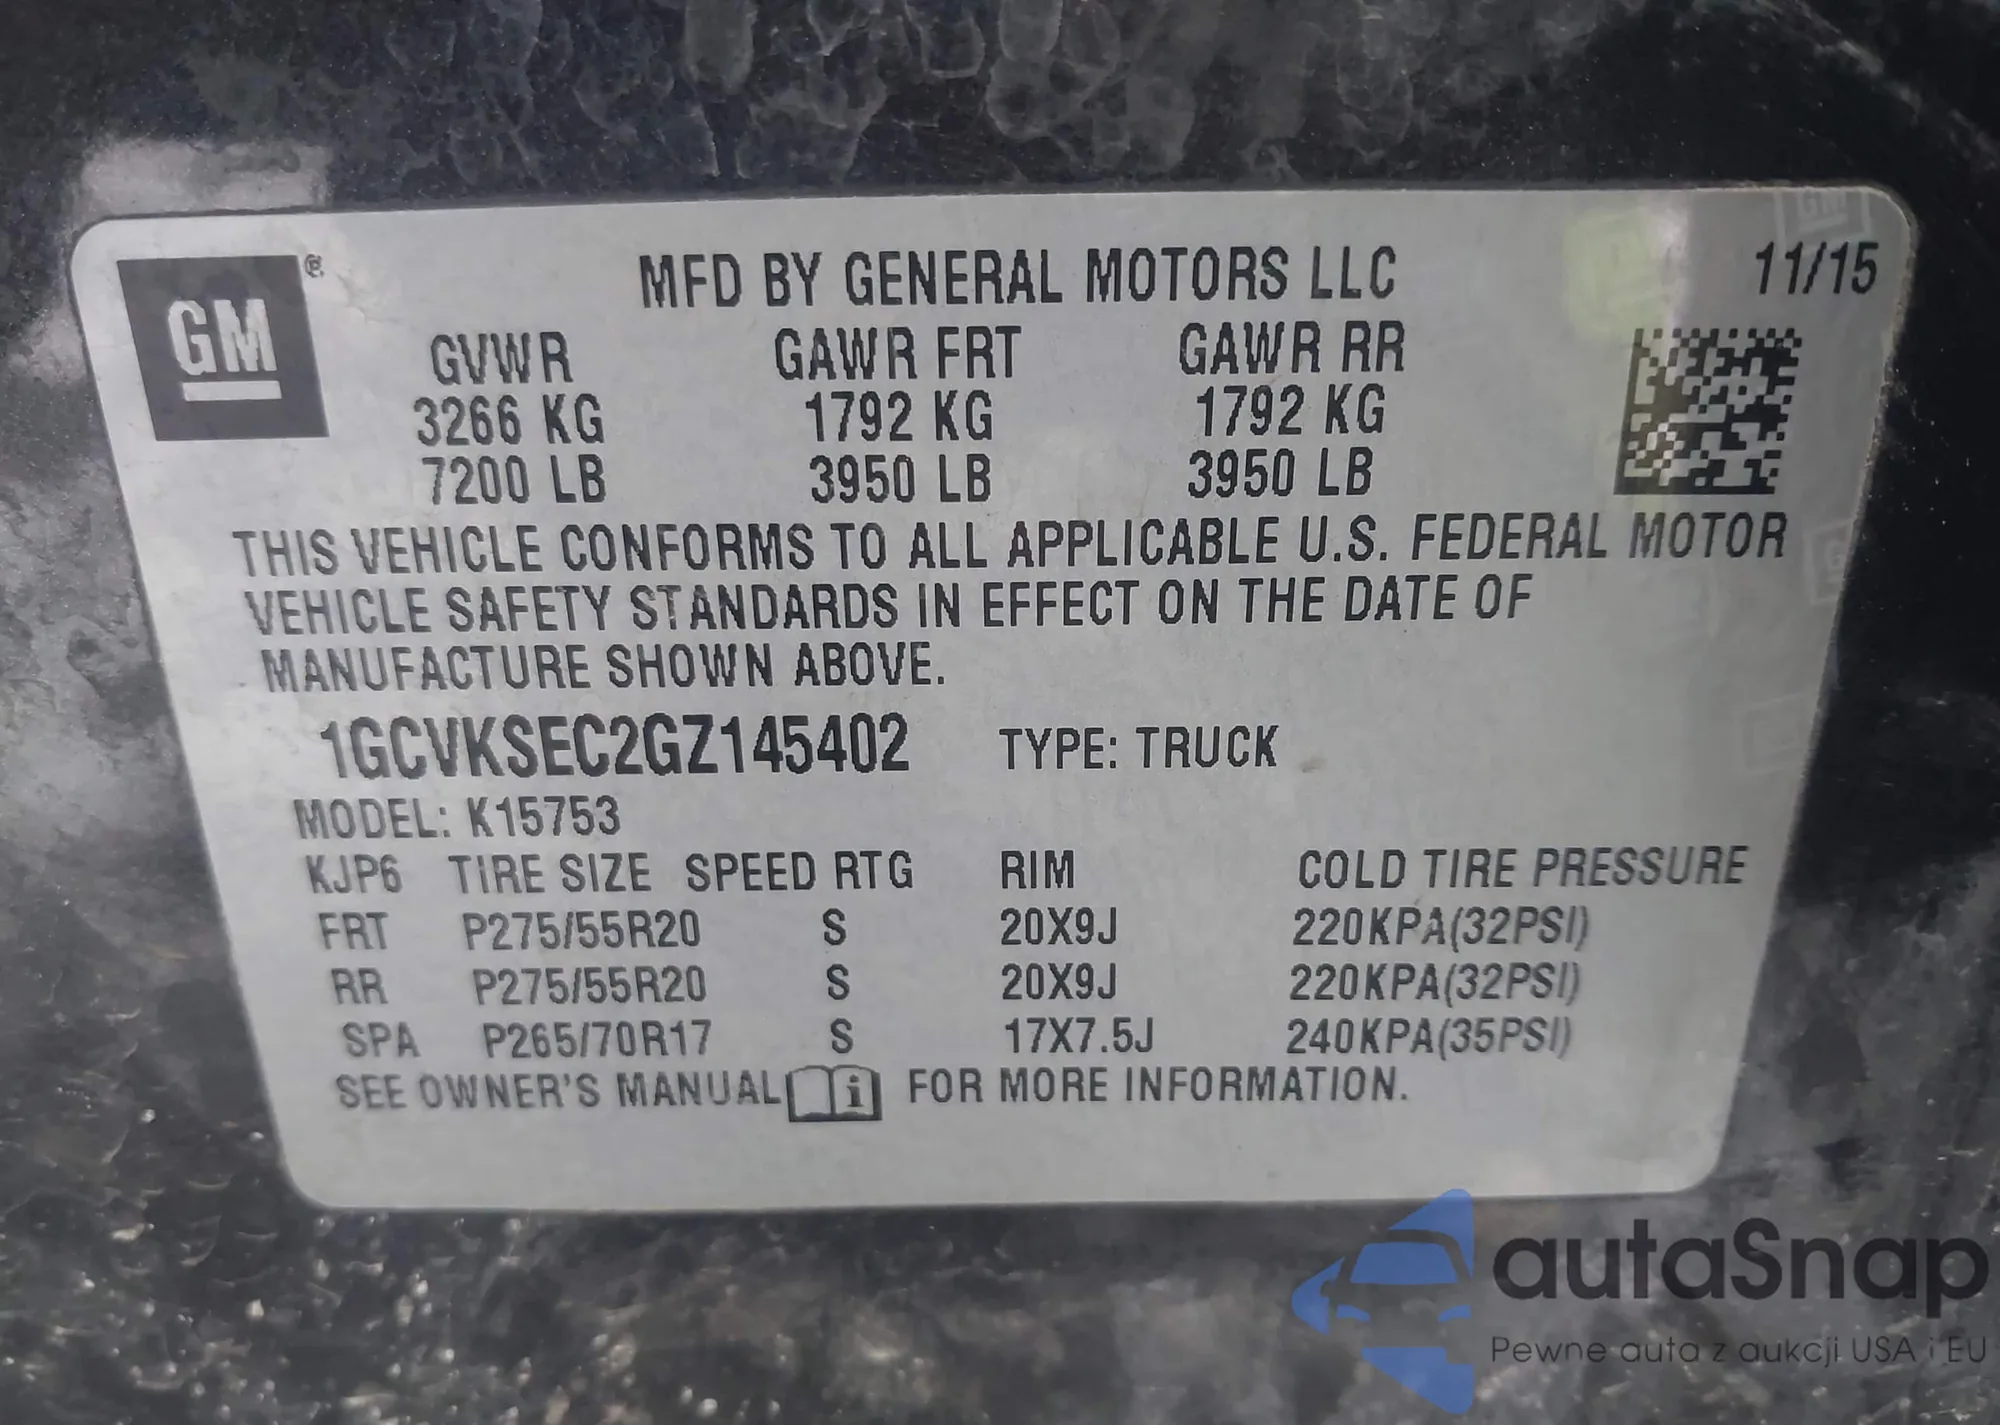 GM ®
MFD BY GENERAL MOTORS LLC 11/15
GVWR GAWR FRT GAWR RR
3266 KG 1792 KG 1792 KG
7200 LB 3950 LB 3950 LB
THIS VEHICLE CONFORMS TO ALL APPLICABLE U.S. FEDERAL MOTOR
VEHICLE SAFETY STANDARDS IN EFFECT ON THE DATE OF
MANUFACTURE SHOWN ABOVE.
1GCVKSEC2GZ145402 TYPE: TRUCK
MODEL: K15753
KJP6 TIRE SIZE SPEED RTG RIM COLD TIRE PRESSURE
FRT P275/55R20 S 20X9J 220KPA(32PSI)
RR P275/55R20 S 20X9J 220KPA(32PSI)
SPA P265/70R17 S 17X7.5J 240KPA(35PSI)
SEE OWNER'S MANUAL i FOR MORE INFORMATION.
autaSnap
Pewne auta z aukcji USA i EU